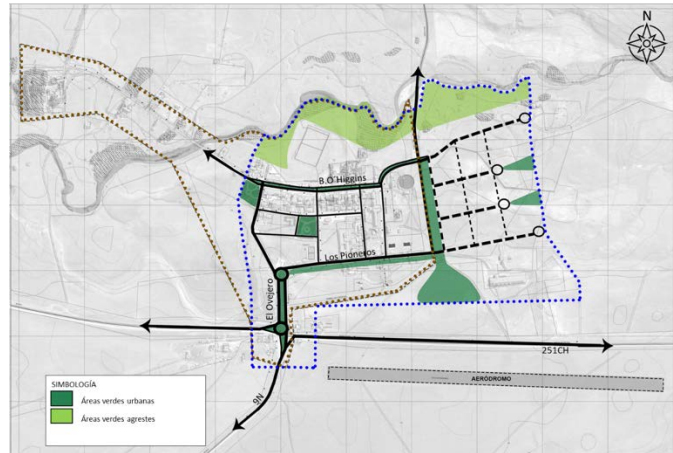 N
B.O´Higgins
Los Pioneros
El Ovejero
251CH
9N
AERODROMO
SIMBOLOGÍA
Áreas verdes urbanas
Áreas verdes agrestes